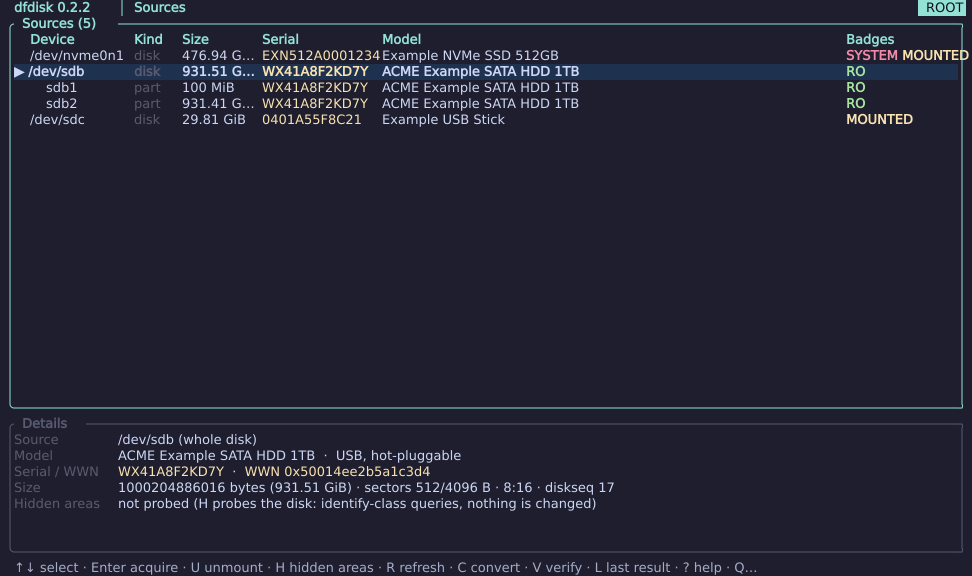 dfdisk 0.2.2 │ Sources ROOT
Sources (5)
Device Kind Size Serial Model Badges
/dev/nvme0n1 disk 476.94 G… EXN512A0001234 Example NVMe SSD 512GB SYSTEM MOUNTED
▶ /dev/sdb disk 931.51 G… WX41A8F2KD7Y ACME Example SATA HDD 1TB RO
sdb1 part 100 MiB WX41A8F2KD7Y ACME Example SATA HDD 1TB RO
sdb2 part 931.41 G… WX41A8F2KD7Y ACME Example SATA HDD 1TB RO
/dev/sdc disk 29.81 GiB 0401A55F8C21 Example USB Stick MOUNTED
Details
Source /dev/sdb (whole disk)
Model ACME Example SATA HDD 1TB · USB, hot-pluggable
Serial / WWN WX41A8F2KD7Y · WWN 0x50014ee2b5a1c3d4
Size 1000204886016 bytes (931.51 GiB) · sectors 512/4096 B · 8:16 · diskseq 17
Hidden areas not probed (H probes the disk: identify-class queries, nothing is changed)
↑↓ select · Enter acquire · U unmount · H hidden areas · R refresh · C convert · V verify · L last result · ? help · Q…